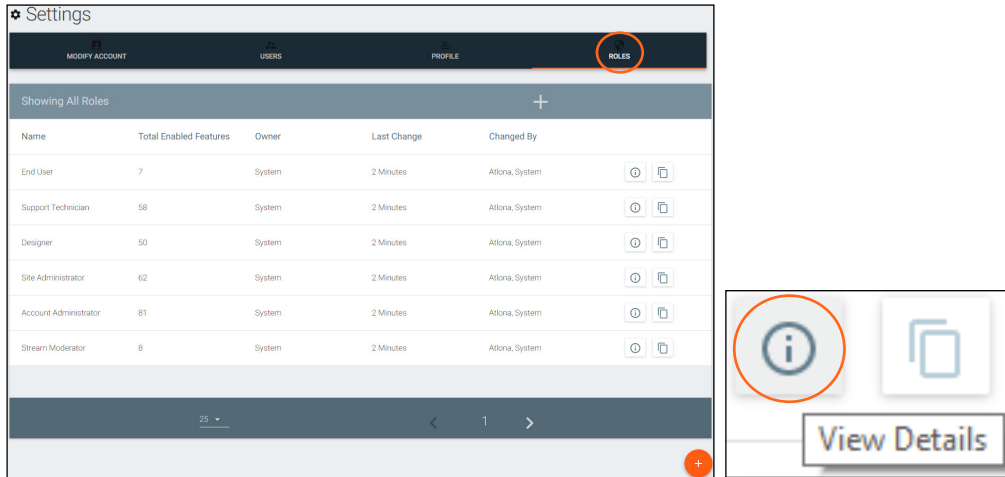 Settings
MODIFY ACCOUNT USERS PROFILE ROLES
Showing All Roles +
Name Total Enabled Features Owner Last Change Changed By
End User 7 System 2 Minutes Atlona, System
Support Technician 58 System 2 Minutes Atlona, System
Designer 50 System 2 Minutes Atlona, System
Site Administrator 62 System 2 Minutes Atlona, System
Account Administrator 81 System 2 Minutes Atlona, System
Stream Moderator 8 System 2 Minutes Atlona, System
25 1
+
View Details